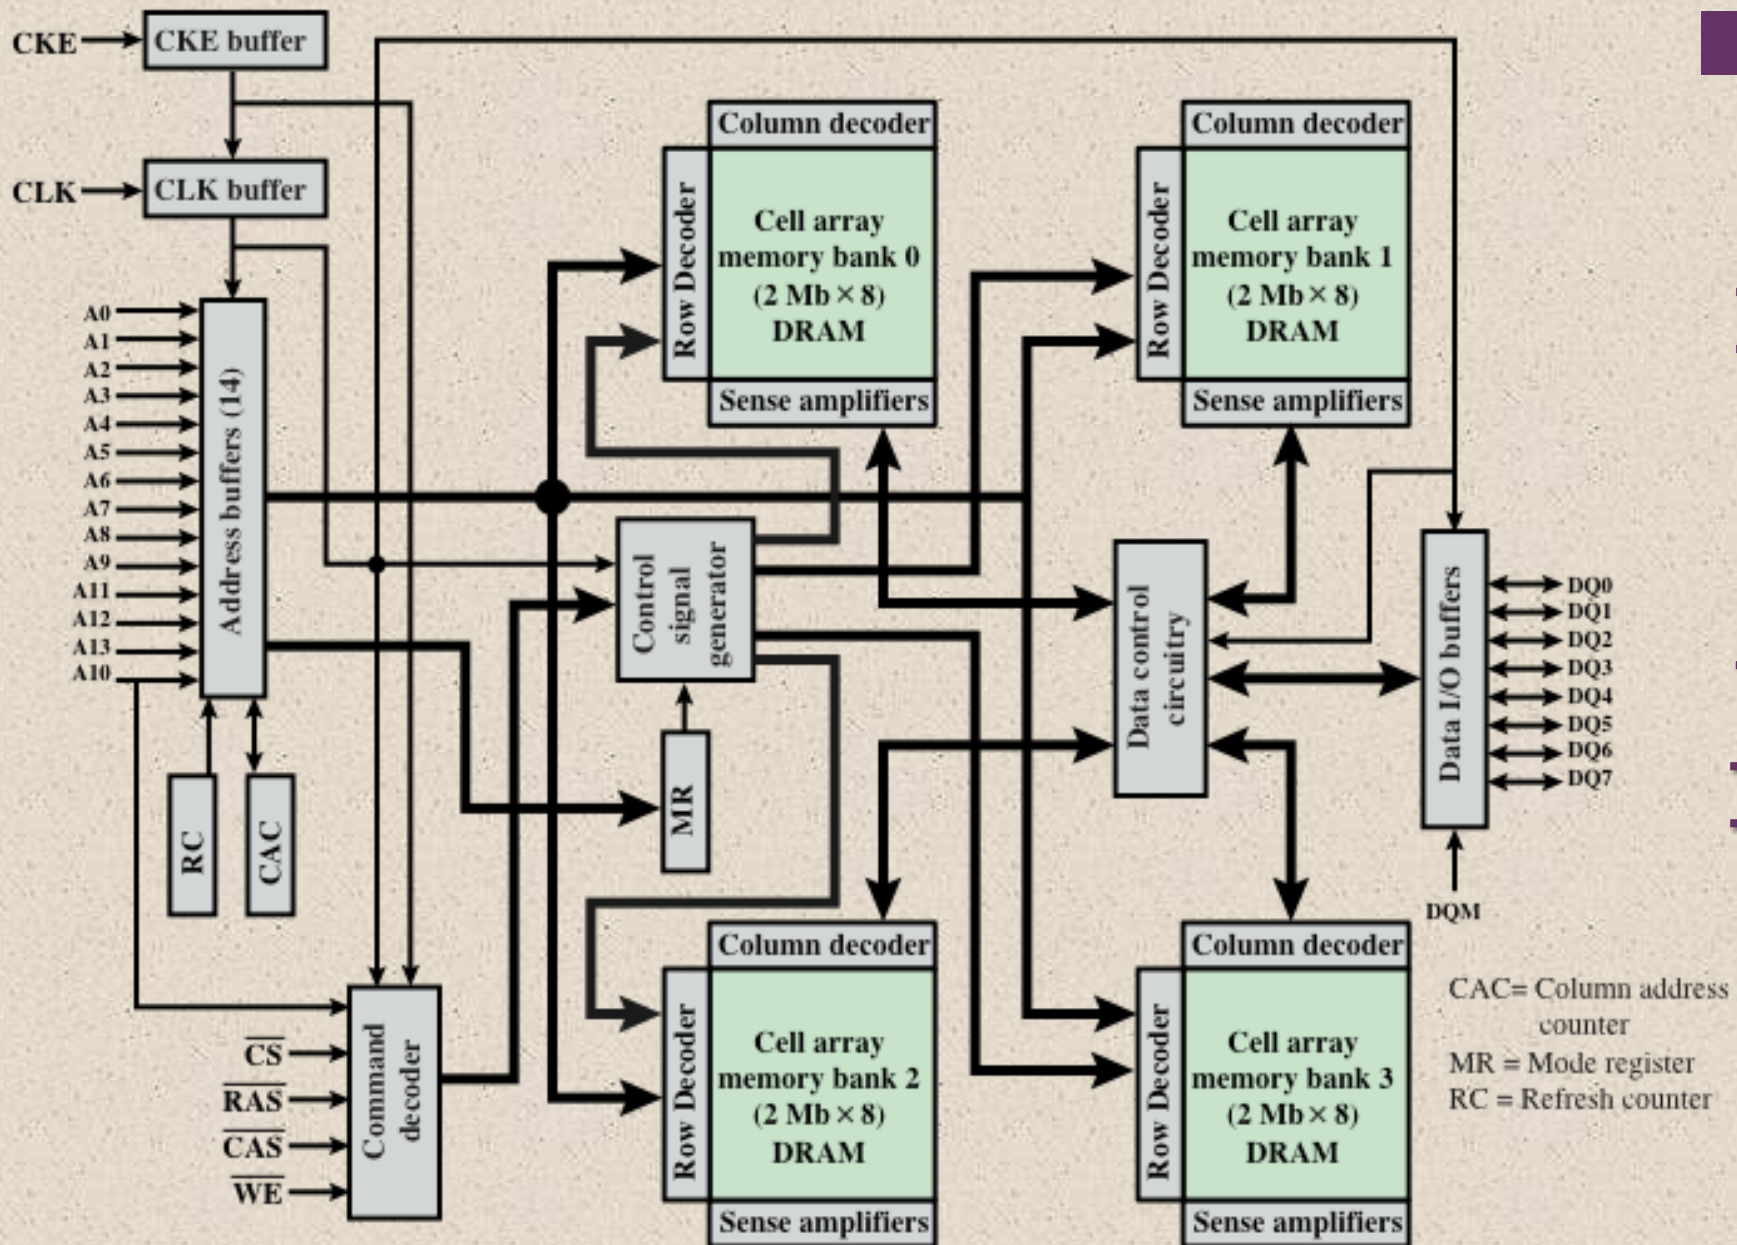 CKE
CKE buffer
CLK
CLK buffer
A0
A1
A2
A3
A4
A5
A6
A7
A8
A9
A11
A12
A13
A10
Address buffers (14)
RC
CAC
Command
decoder
C̅S̅
R̅A̅S̅
C̅A̅S̅
W̅E̅
Control
signal
generator
MR
Column decoder
Row Decoder
Cell array
memory bank 0
(2 Mb × 8)
DRAM
Sense amplifiers
Column decoder
Row Decoder
Cell array
memory bank 1
(2 Mb × 8)
DRAM
Sense amplifiers
Column decoder
Row Decoder
Cell array
memory bank 2
(2 Mb × 8)
DRAM
Sense amplifiers
Column decoder
Row Decoder
Cell array
memory bank 3
(2 Mb × 8)
DRAM
Sense amplifiers
Data control
circuitry
Data I/O buffers
DQ0
DQ1
DQ2
DQ3
DQ4
DQ5
DQ6
DQ7
DQM
CAC= Column address
counter
MR = Mode register
RC = Refresh counter